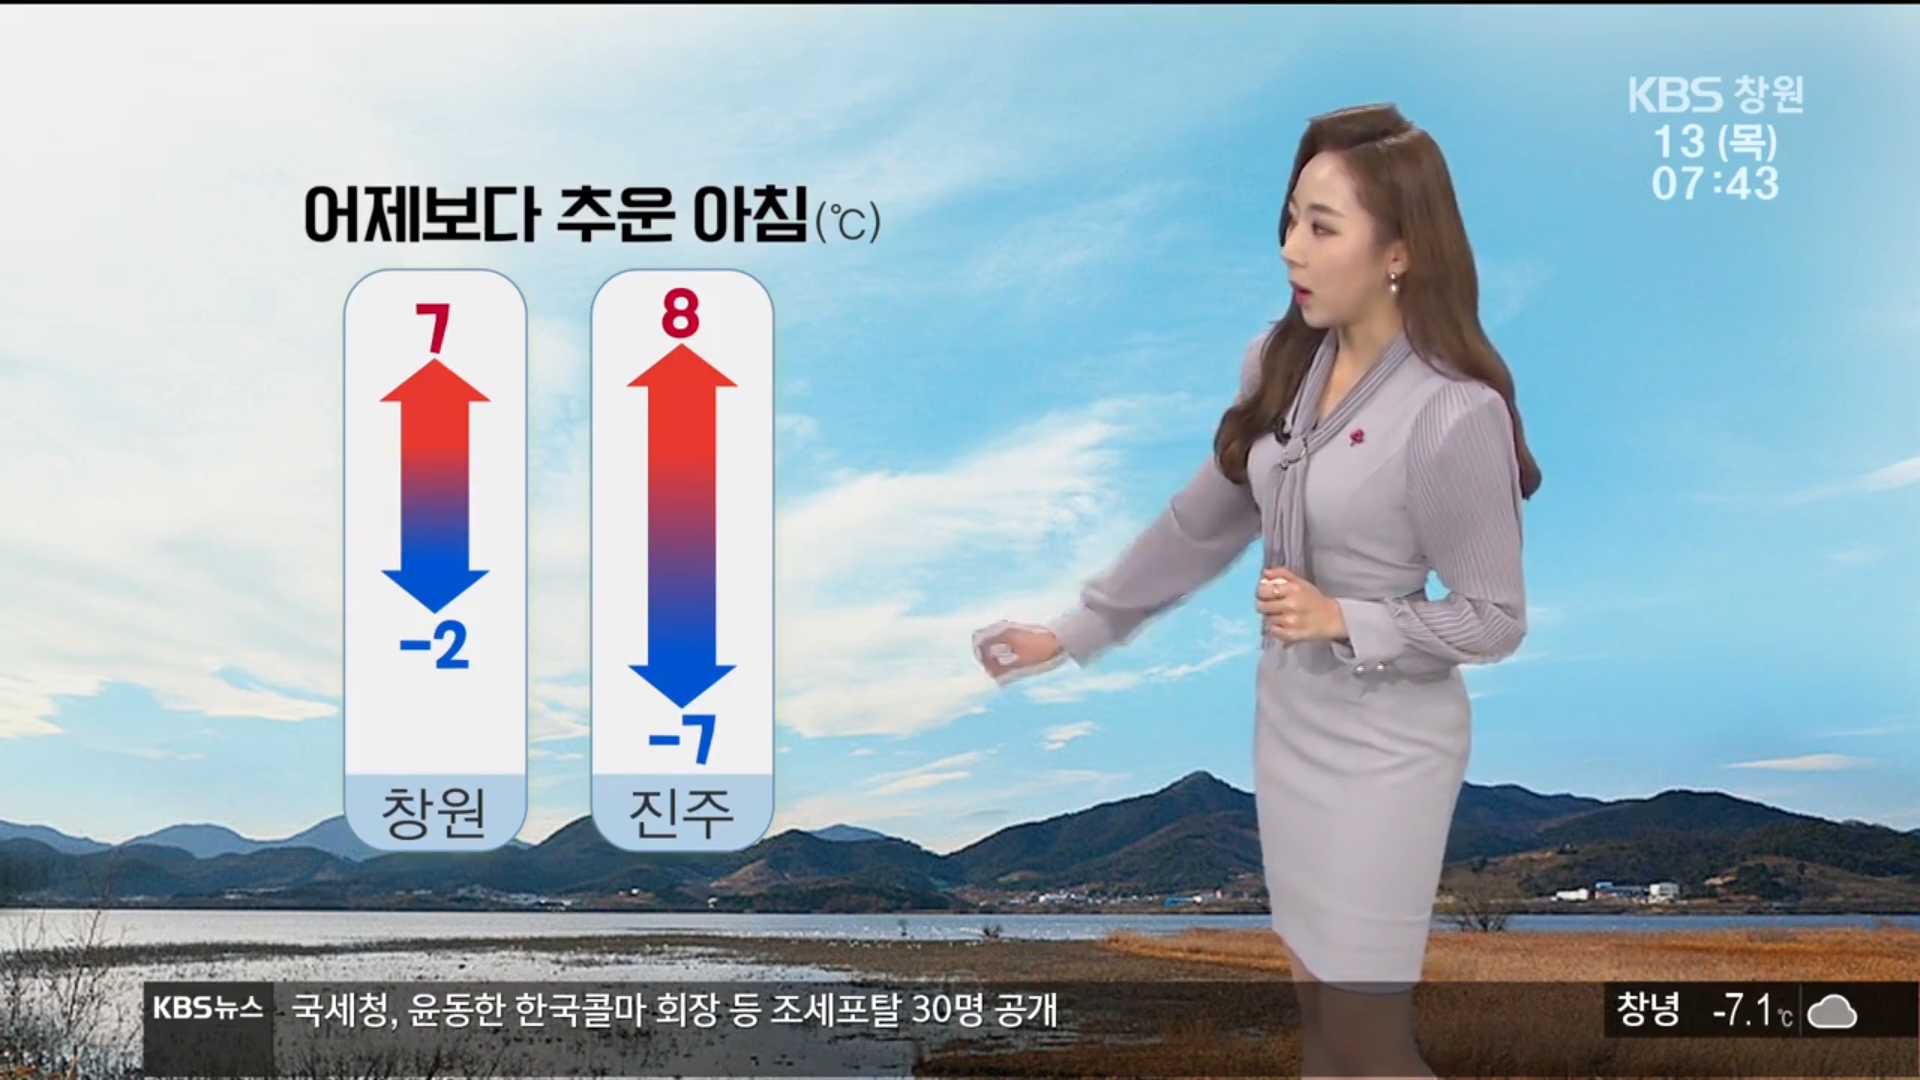 KBS 창원
13 (목)
07:43
어제보다 추운 아침(℃)
7
8
-2
-7
창원
진주
KBS뉴스 국세청, 윤동한 한국콜마 회장 등 조세포탈 30명 공개
창녕 -7.1℃